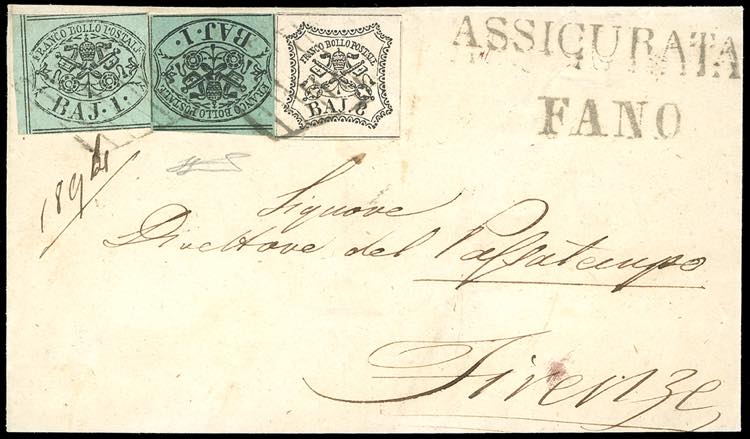 FRANCO BOLLO POSTALE
BAJ. 1.
FRANCO BOLLO POSTALE
BAJ. 1.
FRANCO BOLLO POSTALE
BAJ. 8
ASSICURATA
FANO
Signore
Direttore del Passatempo
Firenze